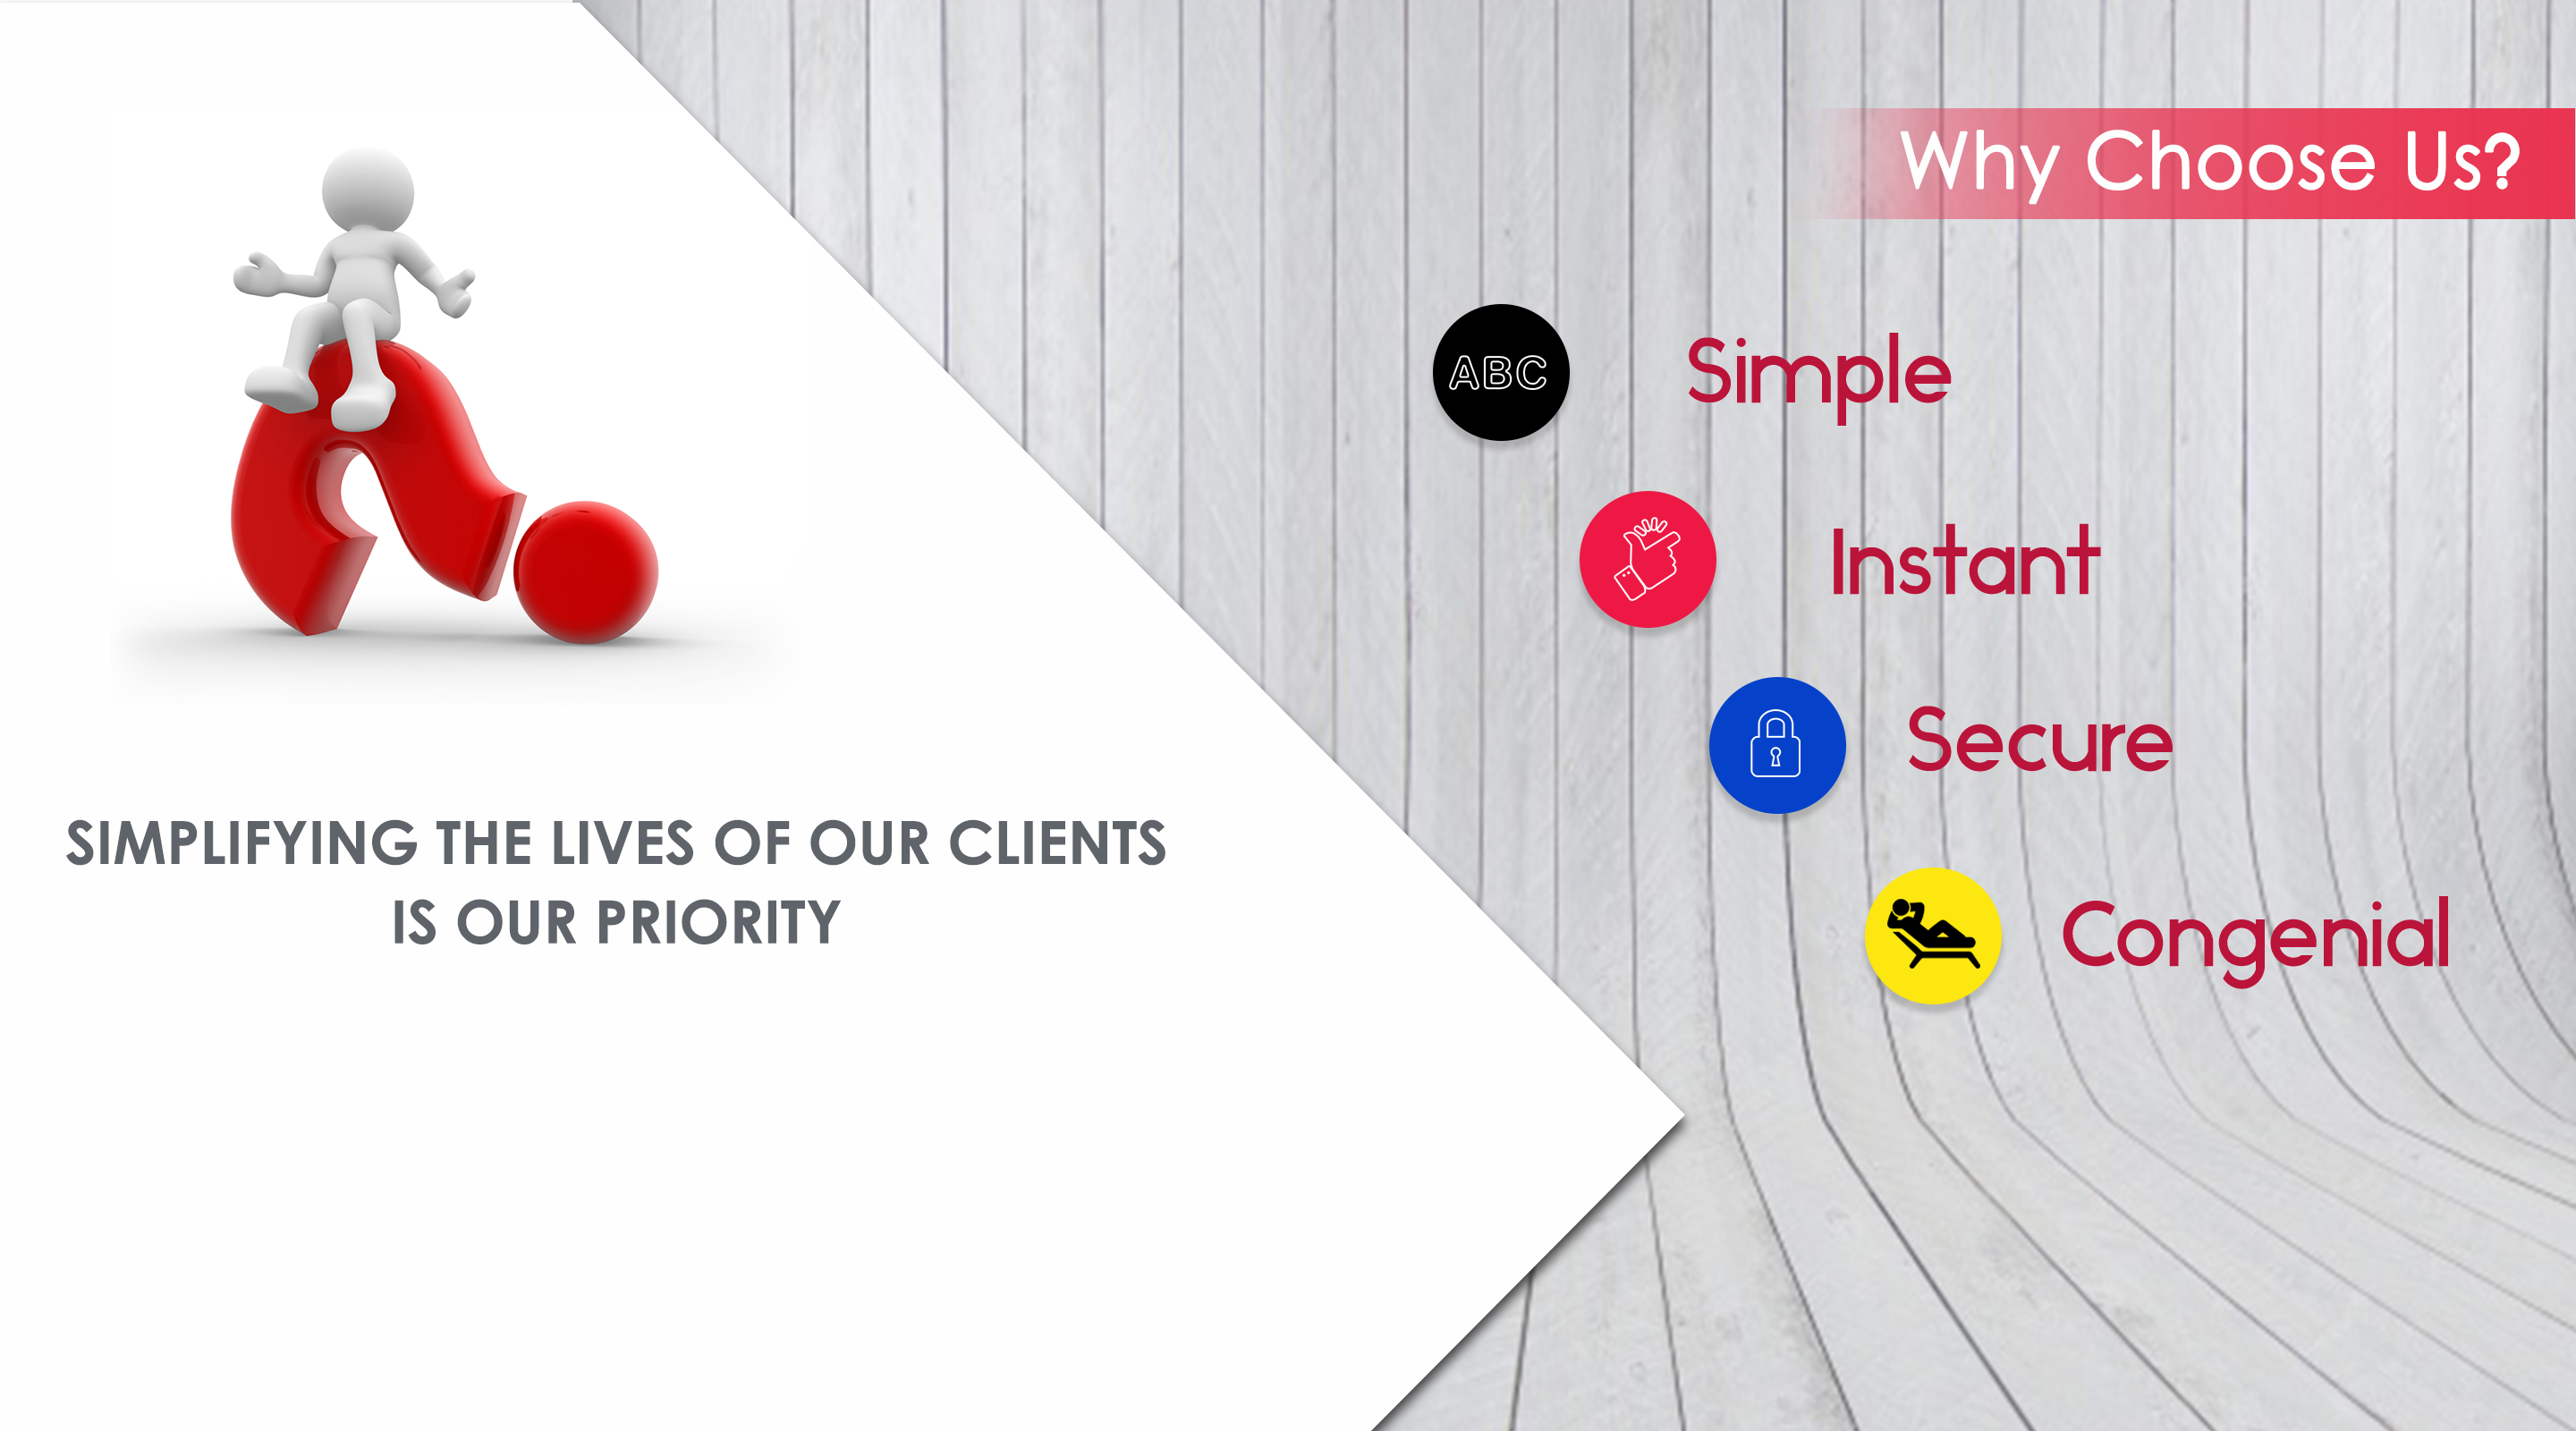 Why Choose Us?
ABC
Simple
Instant
Secure
Congenial
SIMPLIFYING THE LIVES OF OUR CLIENTS
IS OUR PRIORITY